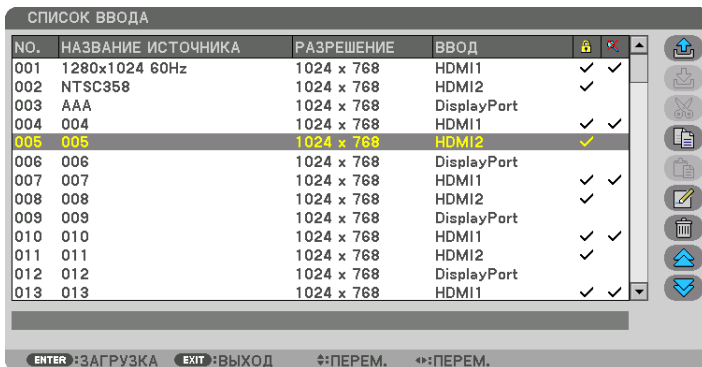 СПИСОК ВВОДА
NO. НАЗВАНИЕ ИСТОЧНИКА РАЗРЕШЕНИЕ ВВОД
001 1280x1024 60Hz 1024 x 768 HDMI1 ✓ ✓
002 NTSC358 1024 x 768 HDMI2 ✓
003 AAA 1024 x 768 DisplayPort
004 004 1024 x 768 HDMI1 ✓ ✓
005 005 1024 x 768 HDMI2 ✓
006 006 1024 x 768 DisplayPort
007 007 1024 x 768 HDMI1 ✓ ✓
008 008 1024 x 768 HDMI2 ✓
009 009 1024 x 768 DisplayPort
010 010 1024 x 768 HDMI1 ✓ ✓
011 011 1024 x 768 HDMI2 ✓
012 012 1024 x 768 DisplayPort
013 013 1024 x 768 HDMI1 ✓ ✓
ENTER :ЗАГРУЗКА EXIT :ВЫХОД :ПЕРЕМ. :ПЕРЕМ.